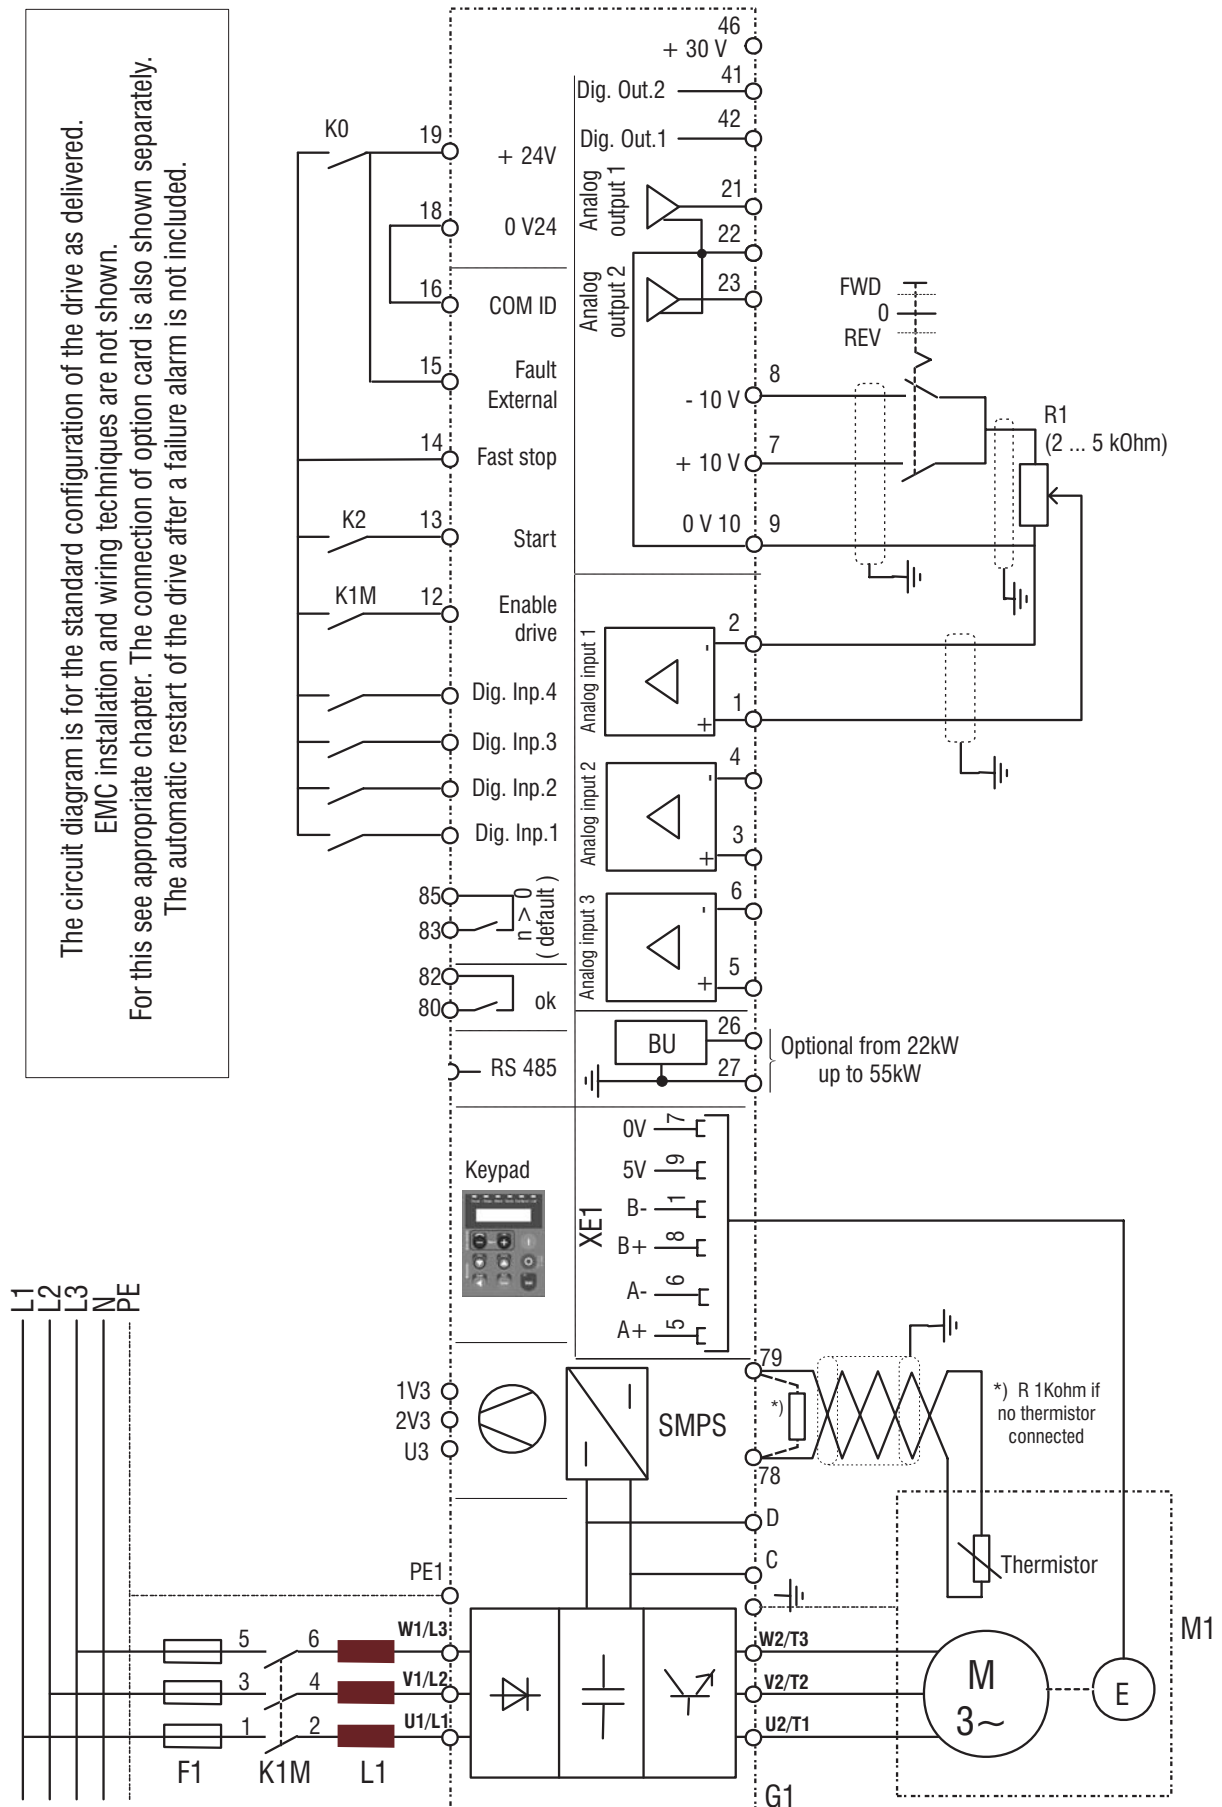 The circuit diagram is for the standard configuration of the drive as delivered.
EMC installation and wiring techniques are not shown.
For this see appropriate chapter. The connection of option card is also shown separately.
The automatic restart of the drive after a failure alarm is not included.
46
+ 30 V
41
Dig. Out.2
42
Dig. Out.1
K0
19
+ 24V
Analog
output 1
21
18
0 V24
22
Analog
output 2
23
16
COM ID
FWD
0
REV
15
Fault
External
8
- 10 V
R1
(2 ... 5 kOhm)
14
Fast stop
7
+ 10 V
K2
13
Start
0 V 10
9
K1M
12
Enable
drive
Analog input 1
2
-
1
+
Dig. Inp.4
Dig. Inp.3
Dig. Inp.2
Dig. Inp.1
Analog input 2
4
-
3
+
85
83
n > 0
( default )
Analog input 3
6
-
5
+
82
80
ok
RS 485
BU
26
27
Optional from 22kW
up to 55kW
Keypad
XE1
0V
7
5V
9
B-
1
B+
8
A-
6
A+
5
L1
L2
L3
N
PE
1V3
2V3
U3
SMPS
79
78
*)
*) R 1Kohm if
no thermistor
connected
D
C
PE1
Thermistor
M1
5
6
W1/L3
W2/T3
3
4
V1/L2
V2/T2
1
2
U1/L1
U2/T1
M
3~
E
F1
K1M
L1
G1